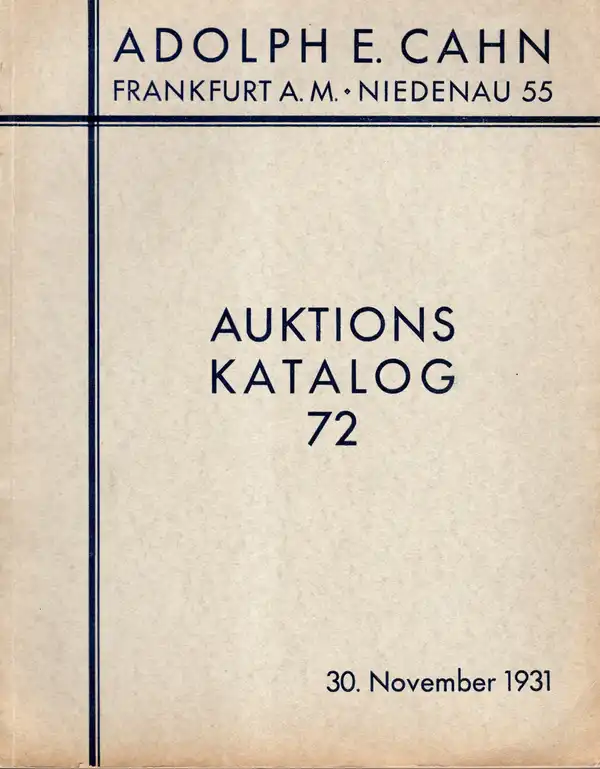 ADOLPH E. CAHN
FRANKFURT A. M. • NIEDENAU 55
AUKTIONS
KATALOG
72
30. November 1931